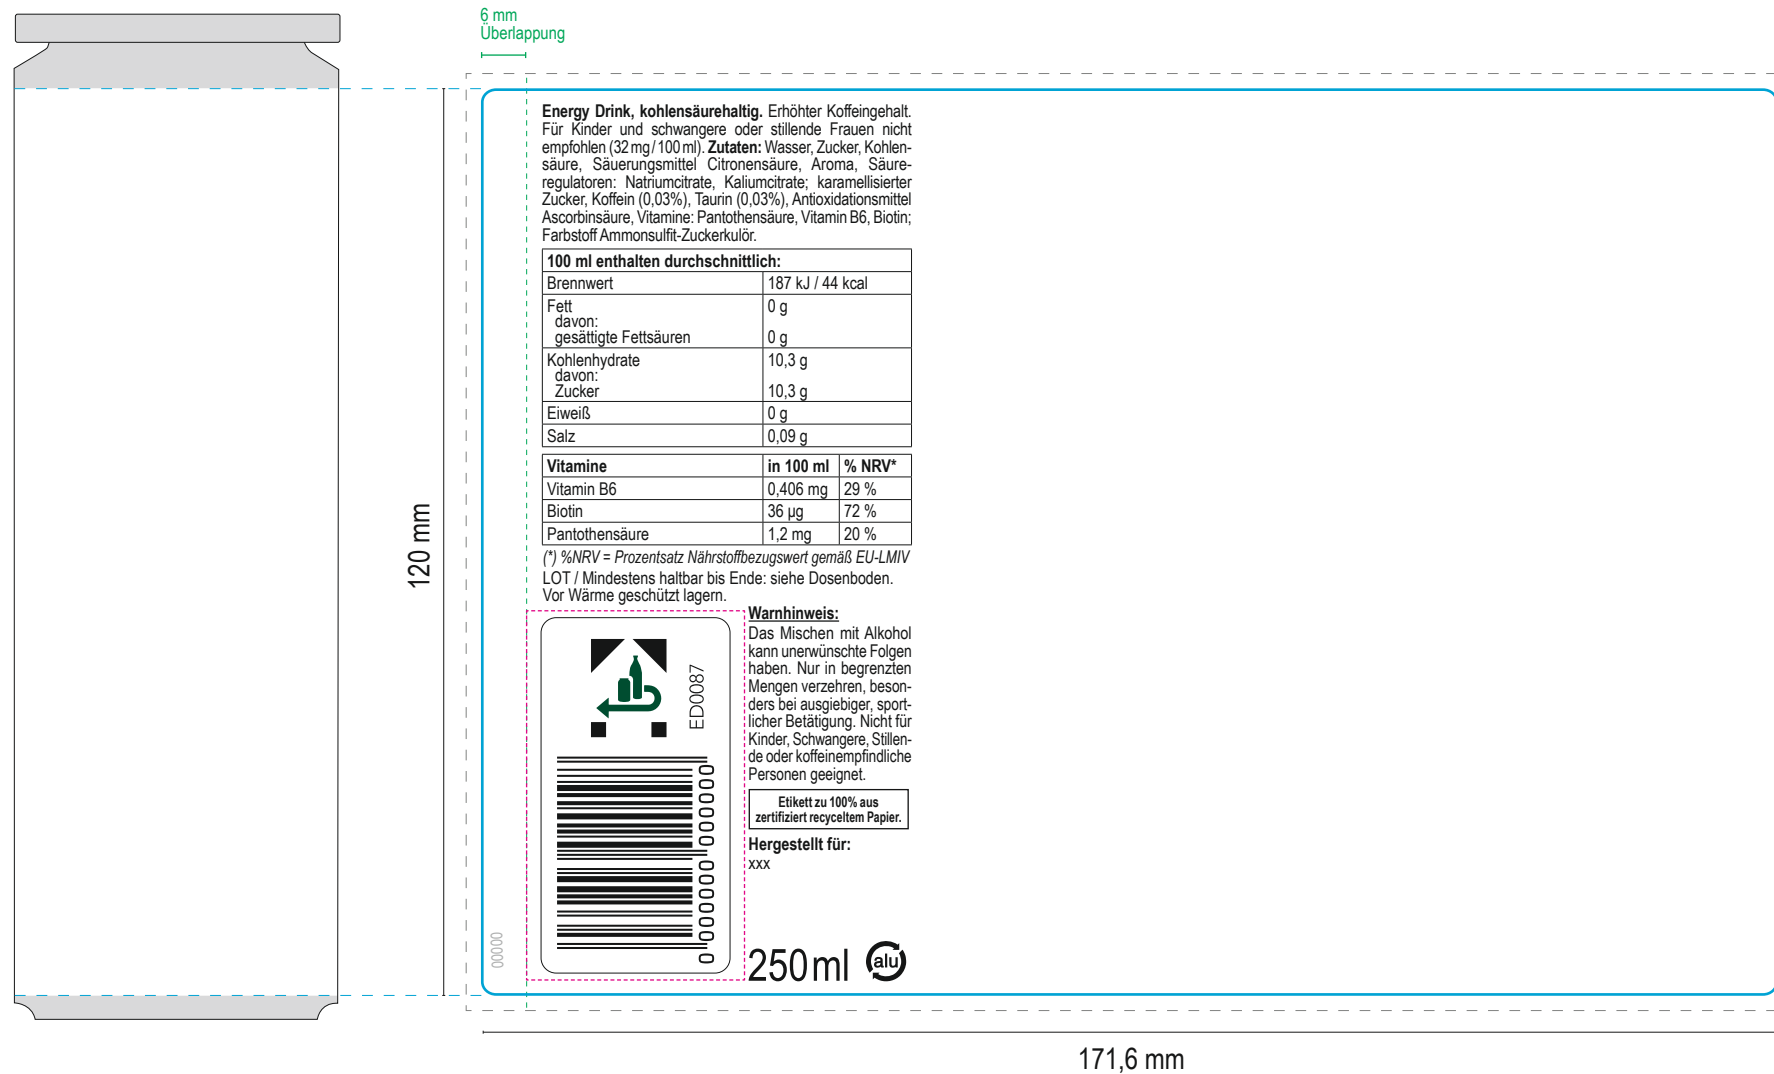 6 mm
Überlappung
Energy Drink, kohlensäurehaltig. Erhöhter Koffeingehalt.
Für Kinder und schwangere oder stillende Frauen nicht
empfohlen (32 mg / 100 ml). Zutaten: Wasser, Zucker, Kohlen-
säure, Säuerungsmittel Citronensäure, Aroma, Säure-
regulatoren: Natriumcitrate, Kaliumcitrate; karamellisierter
Zucker, Koffein (0,03%), Taurin (0,03%), Antioxidationsmittel
Ascorbinsäure, Vitamine: Pantothensäure, Vitamin B6, Biotin;
Farbstoff Ammonsulfit-Zuckerkulör.
100 ml enthalten durchschnittlich:
Brennwert 187 kJ / 44 kcal
Fett 0 g
davon:
gesättigte Fettsäuren 0 g
Kohlenhydrate 10,3 g
davon:
Zucker 10,3 g
Eiweiß 0 g
Salz 0,09 g
Vitamine in 100 ml % NRV*
Vitamin B6 0,406 mg 29 %
Biotin 36 µg 72 %
Pantothensäure 1,2 mg 20 %
(*) %NRV = Prozentsatz Nährstoffbezugswert gemäß EU-LMIV
LOT / Mindestens haltbar bis Ende: siehe Dosenboden.
Vor Wärme geschützt lagern.
Warnhinweis:
Das Mischen mit Alkohol
kann unerwünschte Folgen
haben. Nur in begrenzten
Mengen verzehren, beson-
ders bei ausgiebiger, sport-
licher Betätigung. Nicht für
Kinder, Schwangere, Stillen-
de oder koffeinempfindliche
Personen geeignet.
Etikett zu 100% aus
zertifiziert recyceltem Papier.
Hergestellt für:
xxx
250 ml
alu
ED0087
0 000000 000000
00000
120 mm
171,6 mm